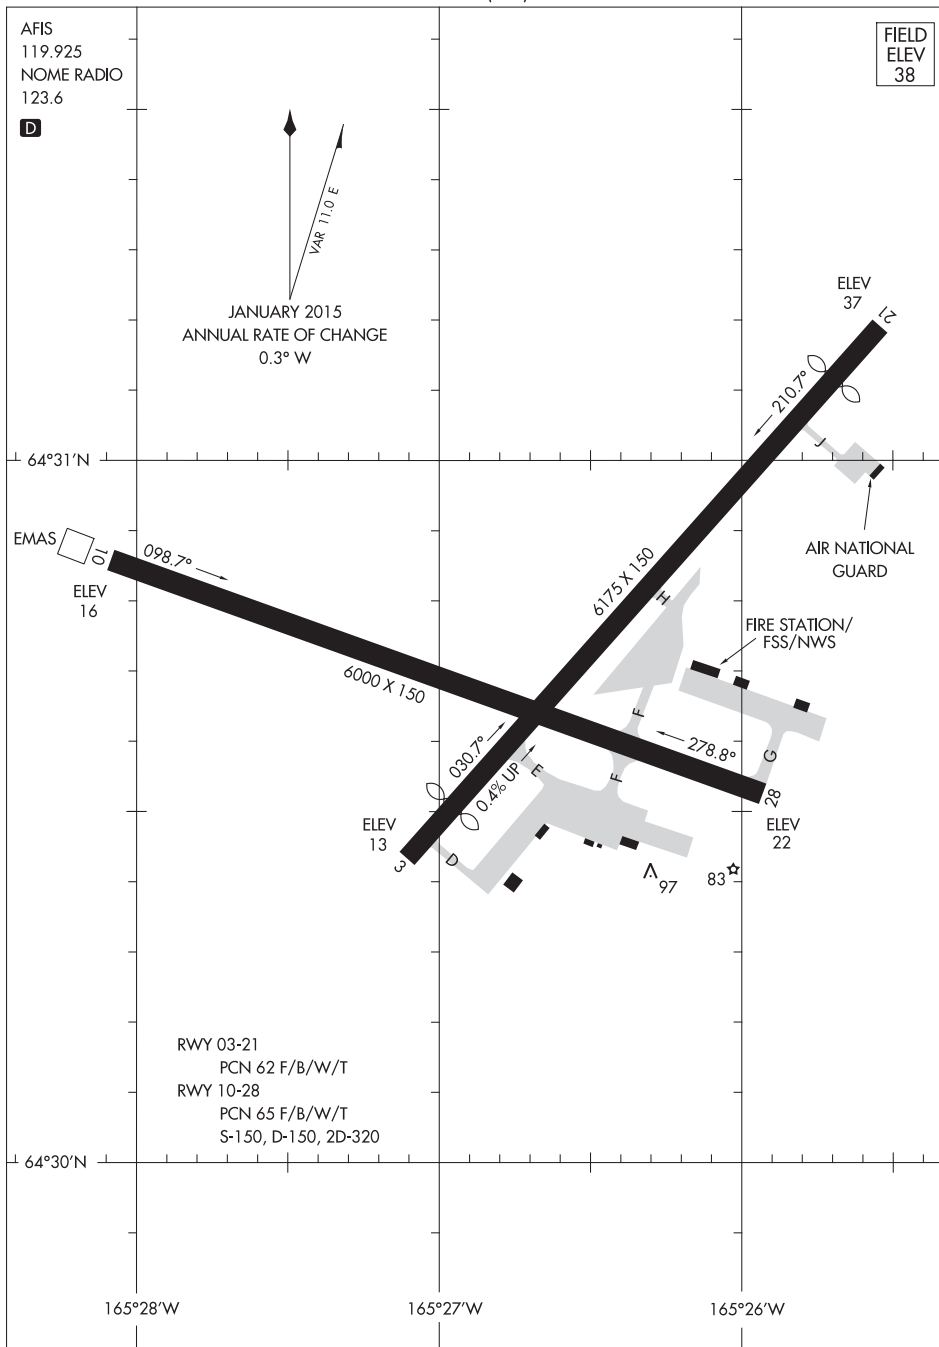 AFIS
119.925
NOME RADIO
123.6
D
FIELD
ELEV
38
VAR 11.0 E
JANUARY 2015
ANNUAL RATE OF CHANGE
0.3° W
ELEV
37
21
210.7°
J
64°31'N
EMAS
10
098.7°
ELEV
16
AIR NATIONAL
GUARD
6175 X 150
H
FIRE STATION/
FSS/NWS
6000 X 150
F
030.7°
0.4% UP
E
F
278.8°
G
28
ELEV
22
ELEV
13
3
D
97
83
RWY 03-21
PCN 62 F/B/W/T
RWY 10-28
PCN 65 F/B/W/T
S-150, D-150, 2D-320
64°30'N
165°28'W
165°27'W
165°26'W